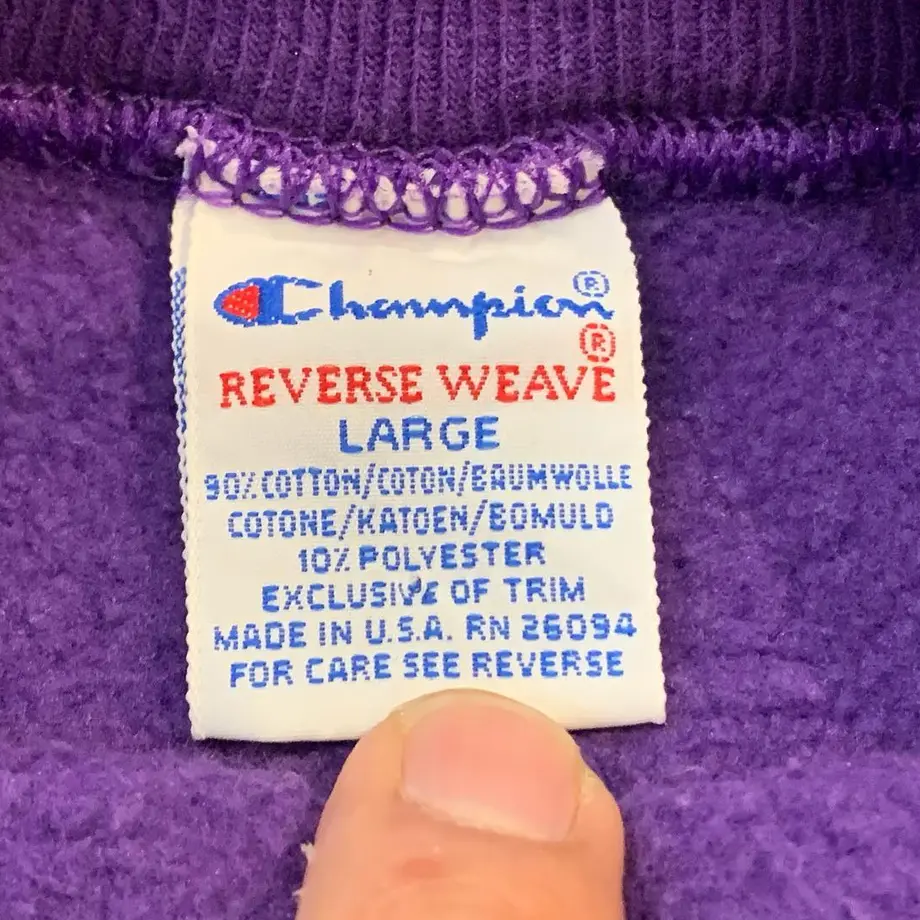 Champion®
REVERSE WEAVE®
LARGE
90% COTTON/COTON/BAUMWOLLE
COTONE/KATOEN/BOMULD
10% POLYESTER
EXCLUSIVE OF TRIM
MADE IN U.S.A. RN 26094
FOR CARE SEE REVERSE